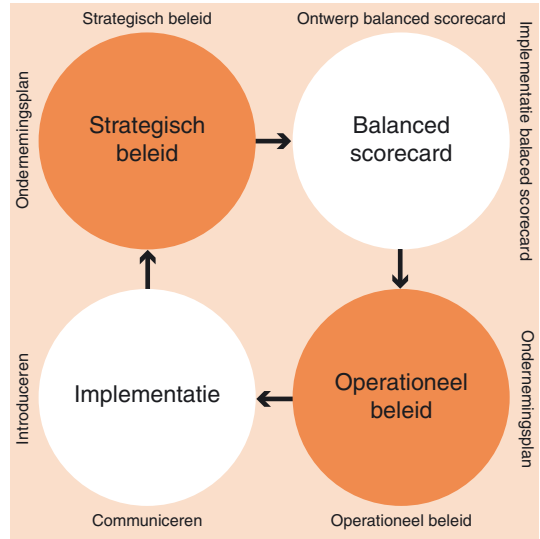 Strategisch beleid
Ontwerp balanced scorecard
Ondernemingsplan
Strategisch
beleid
Balanced
scorecard
Implementatie balaced scorecard
Introduceren
Implementatie
Operationeel
beleid
Ondernemingsplan
Communiceren
Operationeel beleid